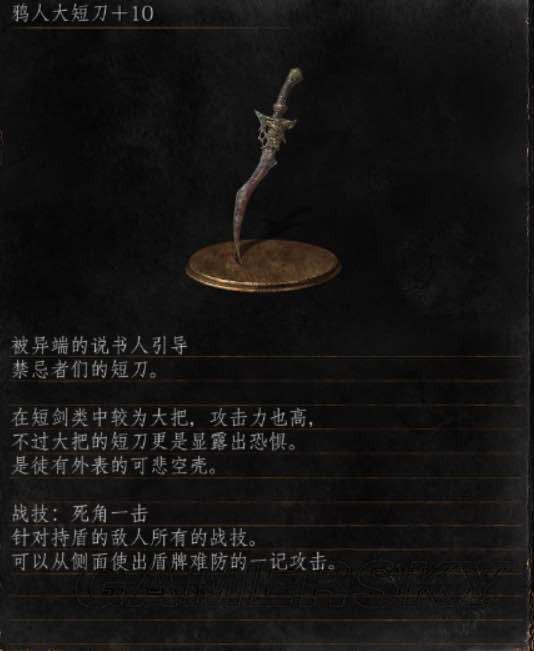 鸦人大短刀+10
被异端的说书人引导
禁忌者们的短刀。
在短剑类中较为大把，攻击力也高，
不过大把的短刀更是显露出恐惧。
是徒有外表的可悲空壳。
战技：死角一击
针对持盾的敌人所有的战技。
可以从侧面使出盾牌难防的一记攻击。
GAMERSKY